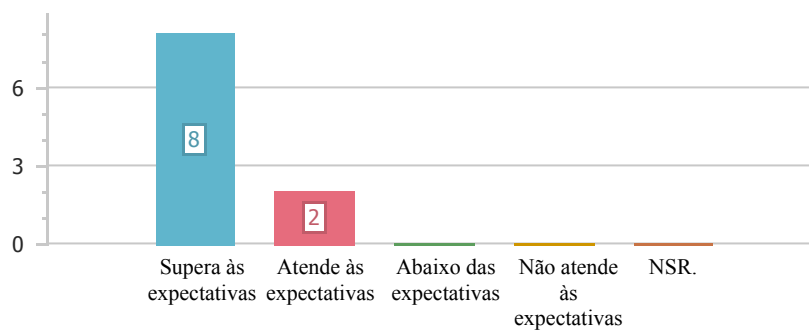 6
3
0
8
2
Supera às
expectativas
Atende às
expectativas
Abaixo das
expectativas
Não atende
às
expectativas
NSR.